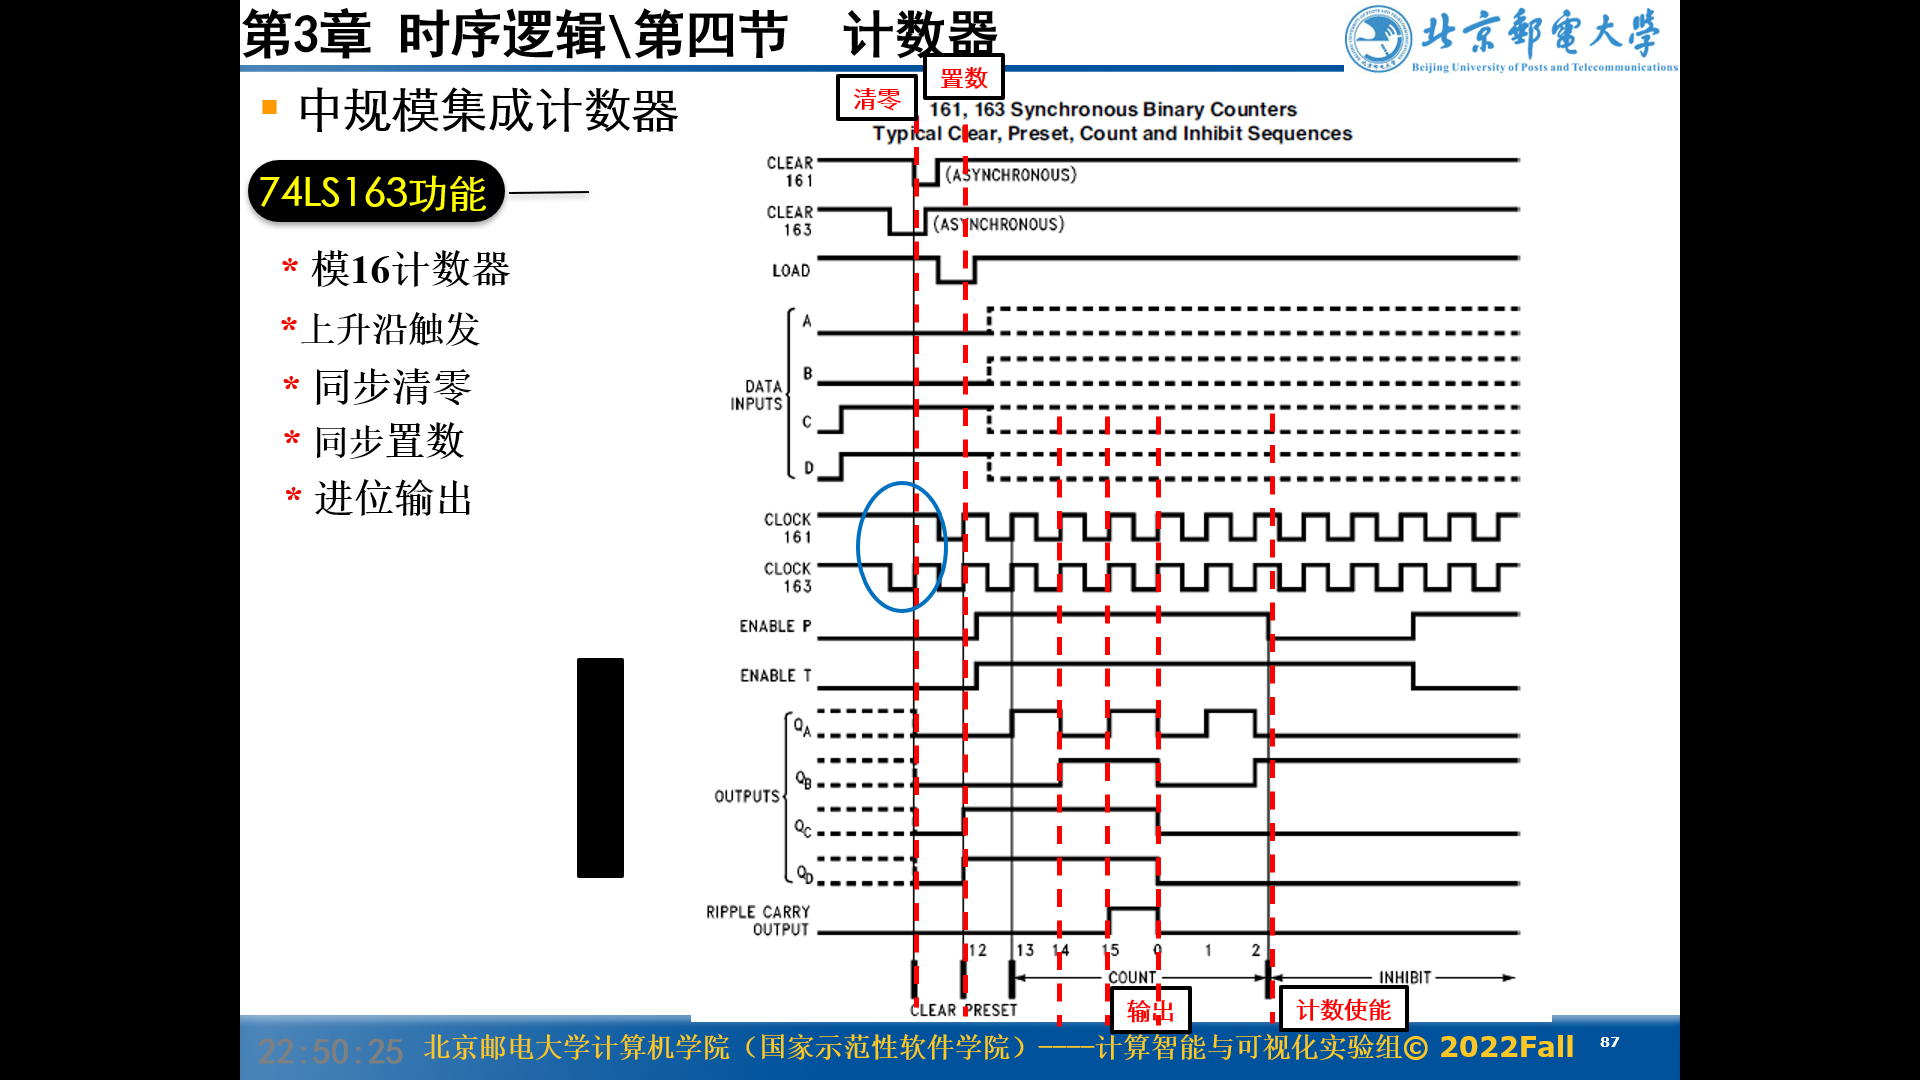 第3章 时序逻辑\第四节 计数器
北京郵電大學
Beijing University of Posts and Telecommunications
中规模集成计数器
74LS163功能
* 模16计数器
* 上升沿触发
* 同步清零
* 同步置数
* 进位输出
清零
置数
161, 163 Synchronous Binary Counters
Typical Clear, Preset, Count and Inhibit Sequences
CLEAR
161
(ASYNCHRONOUS)
CLEAR
163
(ASYNCHRONOUS)
LOAD
DATA
INPUTS
A
B
C
D
CLOCK
161
CLOCK
163
ENABLE P
ENABLE T
OUTPUTS
QA
QB
QC
QD
RIPPLE CARRY
OUTPUT
12 13 14 15 0 1 2
COUNT
INHIBIT
CLEAR PRESET
输出
计数使能
22:50:25
北京邮电大学计算机学院（国家示范性软件学院）——计算智能与可视化实验组© 2022Fall
87